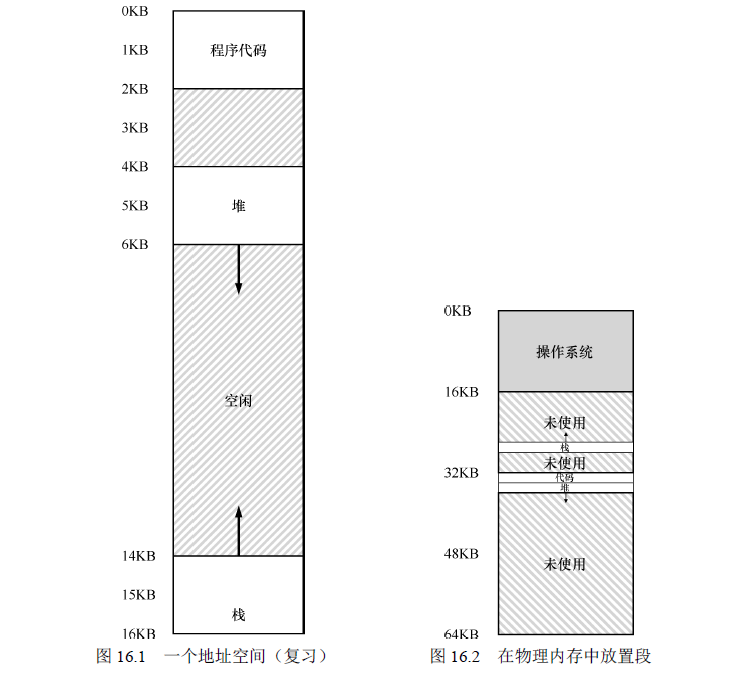 0KB
1KB
程序代码
2KB
3KB
4KB
5KB
堆
6KB
空闲
14KB
15KB
栈
16KB
图 16.1 一个地址空间（复习）
0KB
操作系统
16KB
未使用
栈
未使用
32KB
代码
堆
48KB
未使用
64KB
图 16.2 在物理内存中放置段